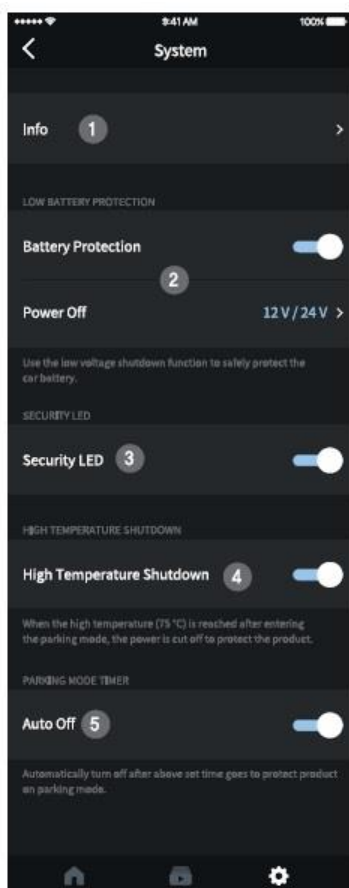 9:41 AM 100%
System
Info 1
LOW BATTERY PROTECTION
Battery Protection
2
Power Off 12 V / 24 V
Use the low voltage shutdown function to safely protect the
car battery.
SECURITY LED
Security LED 3
HIGH TEMPERATURE SHUTDOWN
High Temperature Shutdown 4
When the high temperature (75 °C) is reached after entering
the parking mode, the power is cut off to protect the product.
PARKING MODE TIMER
Auto Off 5
Automatically turn off after above set time goes to protect product
on parking mode.